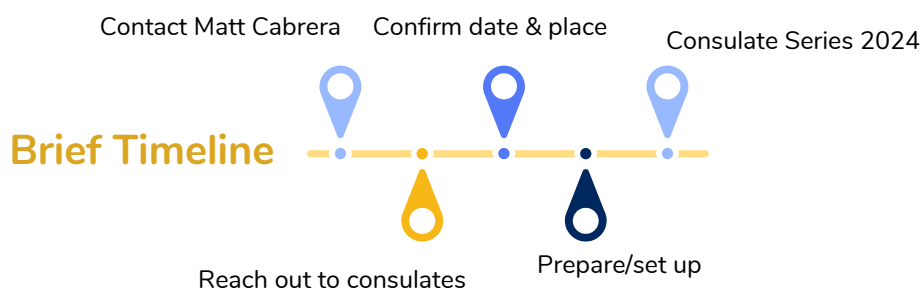 Contact Matt Cabrera
Confirm date & place
Consulate Series 2024
Brief Timeline
Reach out to consulates
Prepare/set up